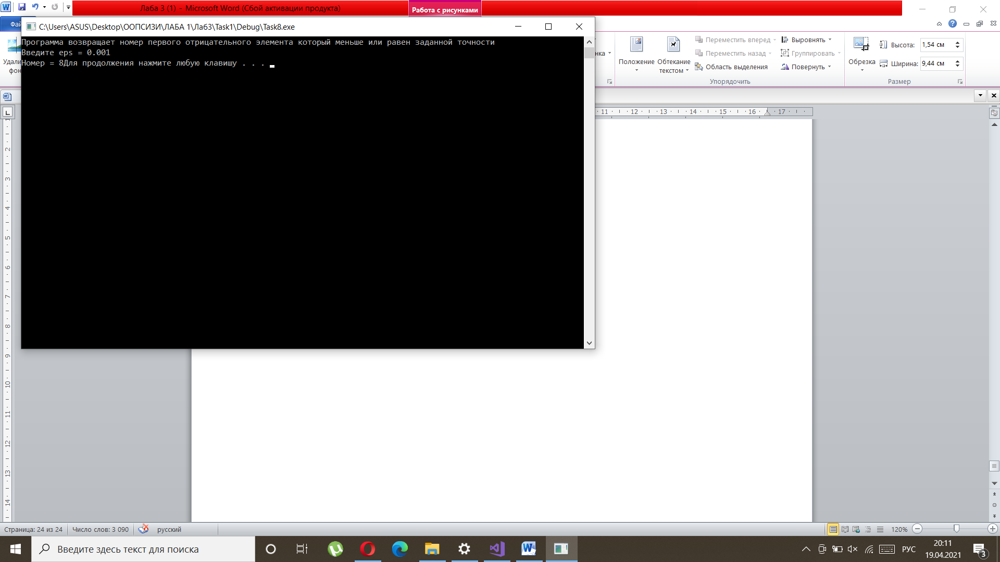 Лаба 3 (1) - Microsoft Word (Сбой активации продукта)
Работа с рисунками
C:\Users\ASUS\Desktop\ООПСИЗИ\ЛАБА 1\Лаб3\Task1\Debug\Task8.exe
Программа возвращает номер первого отрицательного элемента который меньше или равен заданной точности
Введите eps = 0.001
Номер = 8Для продолжения нажмите любую клавишу . . .
Фай
Удали
фон
нка
Положение
Обтекание
текстом
Переместить вперед
Переместить назад
Область выделения
Выровнять
Группировать
Повернуть
Упорядочить
Обрезка
Высота: 1,54 см
Ширина: 9,44 см
Размер
L
11 12 13 14 15 16 17
1
2
3
4
5
6
7
8
9
10
11
12
13
14
Страница: 24 из 24
Число слов: 3 090
русский
120%
Введите здесь текст для поиска
РУС
20:11
19.04.2021
3